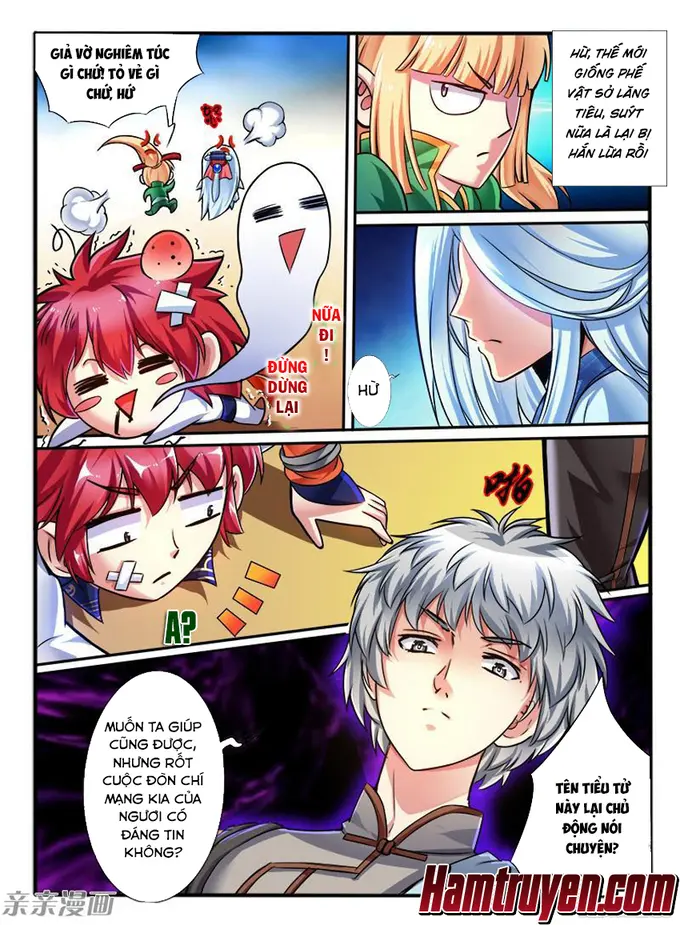 GIẢ VỜ NGHIÊM TÚC
GÌ CHỨ! TỎ VẺ GÌ
CHỨ, HỨ
HỪ, THẾ MỚI
GIỐNG PHẾ
VẬT SỞ LĂNG
TIÊU, SUÝT
NỮA LÀ LẠI BỊ
HẮN LỪA RỒI
NỮA
ĐI
!
ĐỪNG
DỪNG
LẠI
HỪ
啪
A?
MUỐN TA GIÚP
CŨNG ĐƯỢC,
NHƯNG RỐT
CUỘC ĐÒN CHÍ
MẠNG KIA CỦA
NGƯƠI CÓ
ĐÁNG TIN
KHÔNG?
TÊN TIỂU TỬ
NÀY LẠI CHỦ
ĐỘNG NÓI
CHUYỆN?
亲亲漫画
Hamtruyen.com